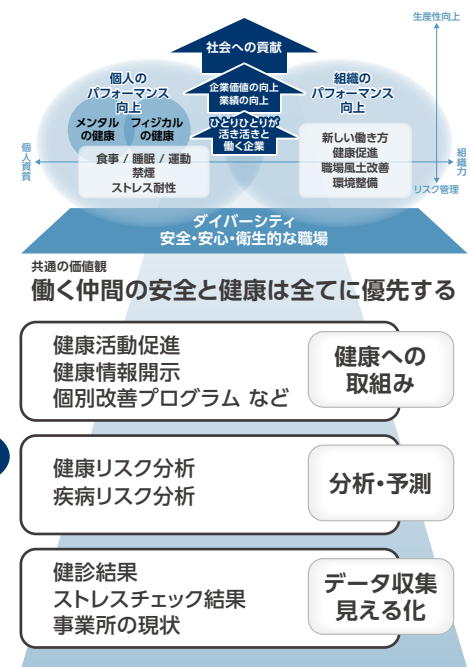 生産性向上
社会への貢献
個人の
パフォーマンス
向上
企業価値の向上
業績の向上
組織の
パフォーマンス
向上
メンタル
の健康
フィジカル
の健康
ひとりひとりが
活き活きと
働く企業
食事 / 睡眠 / 運動
禁煙
ストレス耐性
新しい働き方
健康促進
職場風土改善
環境整備
個人資質
組織力
リスク管理
ダイバーシティ
安全・安心・衛生的な職場
共通の価値観
働く仲間の安全と健康は全てに優先する
健康活動促進
健康情報開示
個別改善プログラム など
健康への
取組み
健康リスク分析
疾病リスク分析
分析・予測
健診結果
ストレスチェック結果
事業所の現状
データ収集
見える化